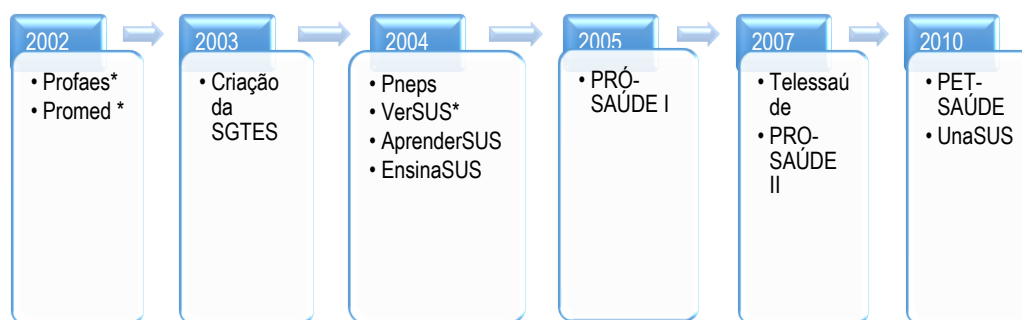 2002
• Profaes*
• Promed *
2003
• Criação
da
SGTES
2004
• Pneps
• VerSUS*
• AprenderSUS
• EnsinaSUS
2005
• PRÓ-
SAÚDE I
2007
• Telessaú
de
• PRO-
SAÚDE
II
2010
• PET-
SAÚDE
• UnaSUS